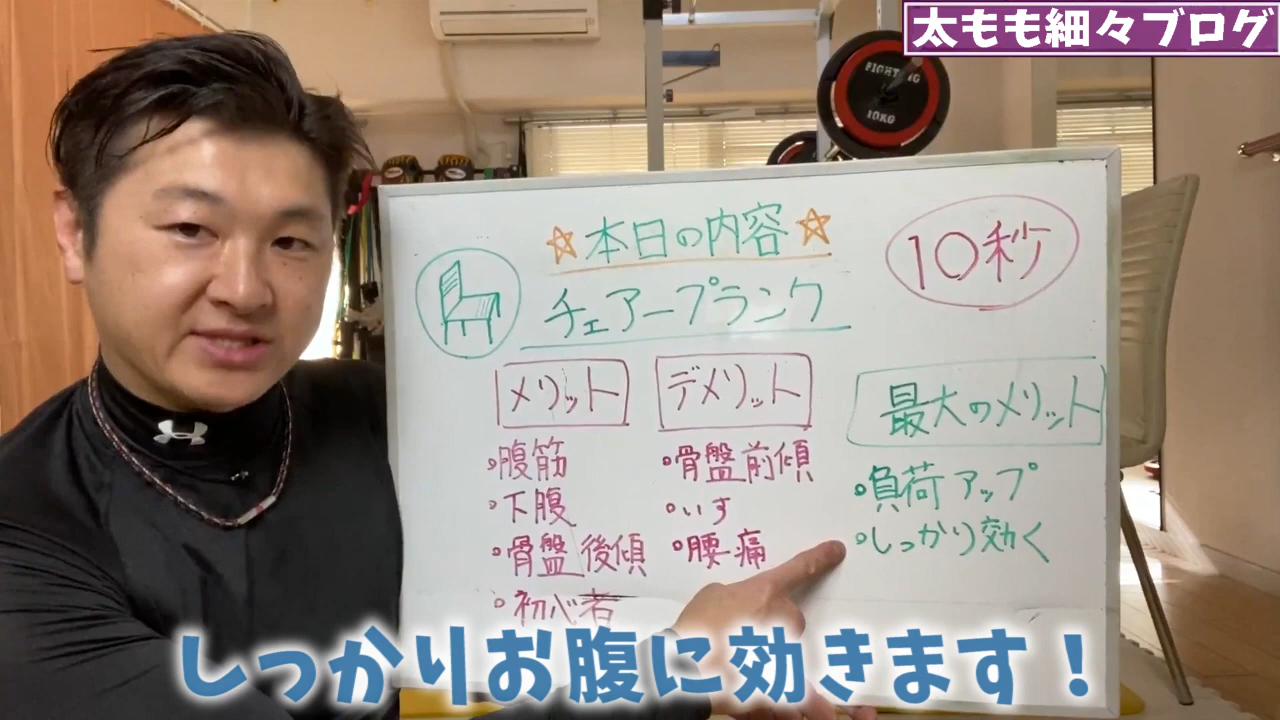 太もも細々ブログ
FIGHTING
10KG
☆本日の内容☆
10秒
チェアープランク
メリット
・腹筋
・下腹
・骨盤後傾
・初心者
デメリット
・骨盤前傾
・いす
・腰痛
最大のメリット
・負荷アップ
・しっかり効く
しっかりお腹に効きます！